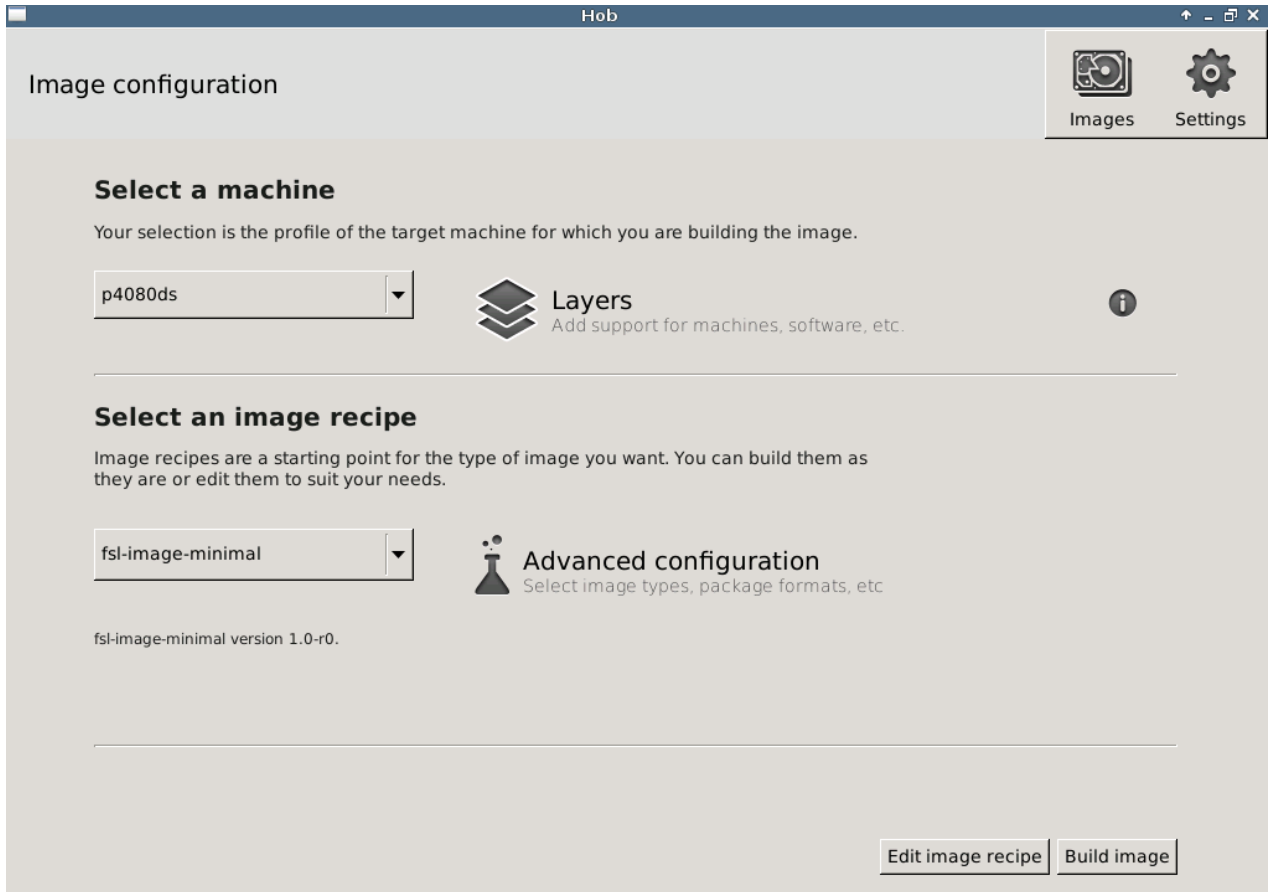 Hob
Image configuration
Images
Settings
Select a machine
Your selection is the profile of the target machine for which you are building the image.
p4080ds
Layers
Add support for machines, software, etc.
Select an image recipe
Image recipes are a starting point for the type of image you want. You can build them as
they are or edit them to suit your needs.
fsl-image-minimal
Advanced configuration
Select image types, package formats, etc
fsl-image-minimal version 1.0-r0.
Edit image recipe
Build image